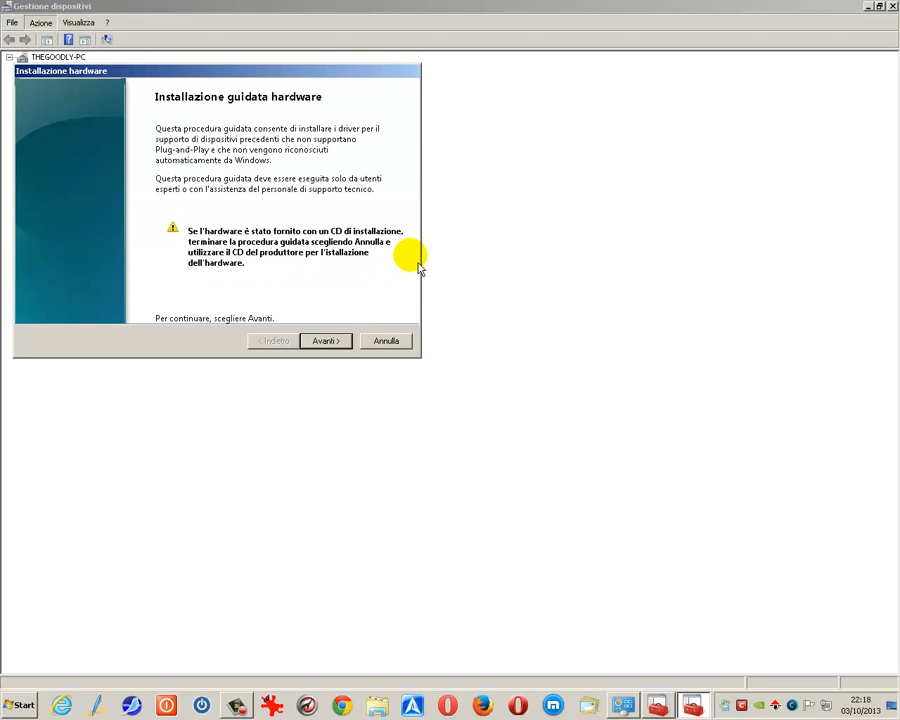 Gestione dispositivi
File Azione Visualizza ?
THEGOODLY-PC
Installazione hardware
Installazione guidata hardware
Questa procedura guidata consente di installare i driver per il
supporto di dispositivi precedenti che non supportano
Plug-and-Play e che non vengono riconosciuti
automaticamente da Windows.
Questa procedura guidata deve essere eseguita solo da utenti
esperti o con l'assistenza del personale di supporto tecnico.
Se l'hardware è stato fornito con un CD di installazione,
terminare la procedura guidata scegliendo Annulla e
utilizzare il CD del produttore per l'istallazione
dell'hardware.
Per continuare, scegliere Avanti.
< Indietro Avanti > Annulla
Start
22:18
03/10/2013